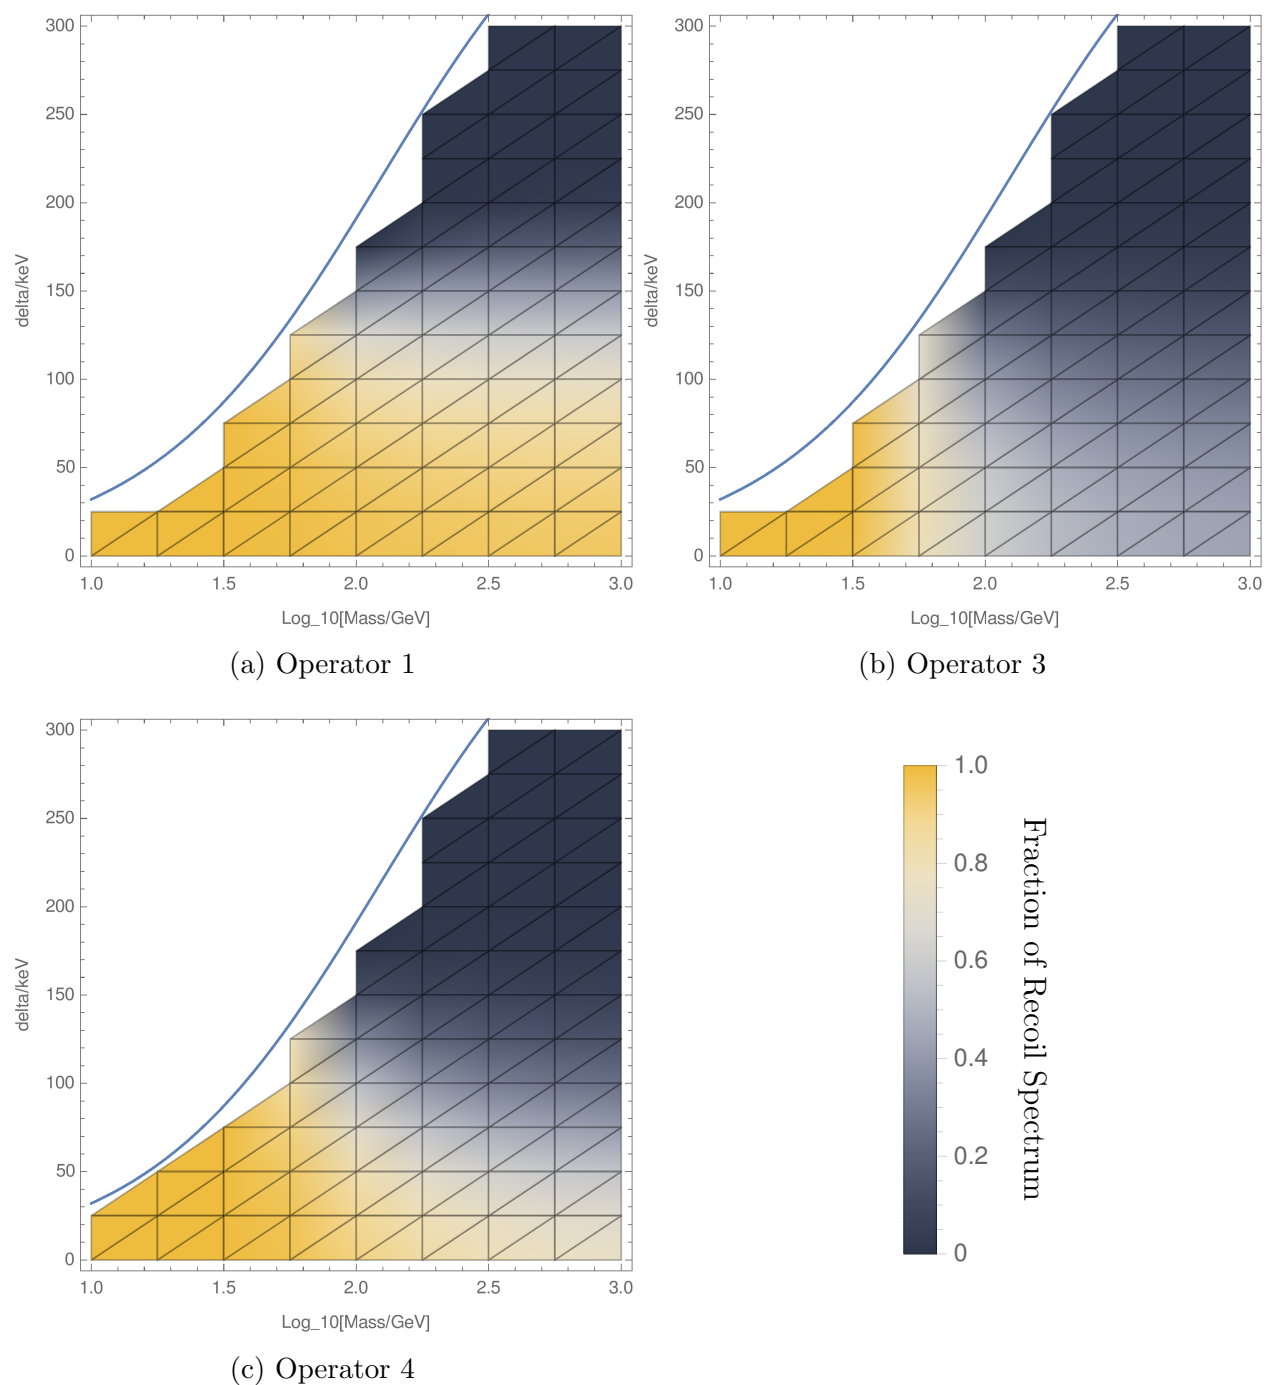 300
250
200
150
100
50
0
delta/keV
1.0 1.5 2.0 2.5 3.0
Log_10[Mass/GeV]
(a) Operator 1
300
250
200
150
100
50
0
delta/keV
1.0 1.5 2.0 2.5 3.0
Log_10[Mass/GeV]
(b) Operator 3
300
250
200
150
100
50
0
delta/keV
1.0 1.5 2.0 2.5 3.0
Log_10[Mass/GeV]
(c) Operator 4
1.0
0.8
0.6
0.4
0.2
0
Fraction of Recoil Spectrum